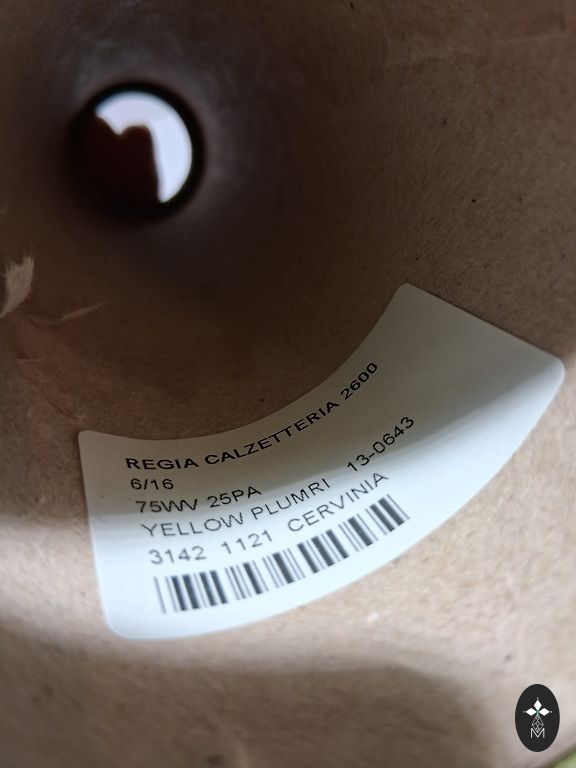 REGIA CALZETTERIA 2600
6/16
75WV 25PA
YELLOW PLUMRI 13-0643
3142 1121 CERVINIA
M